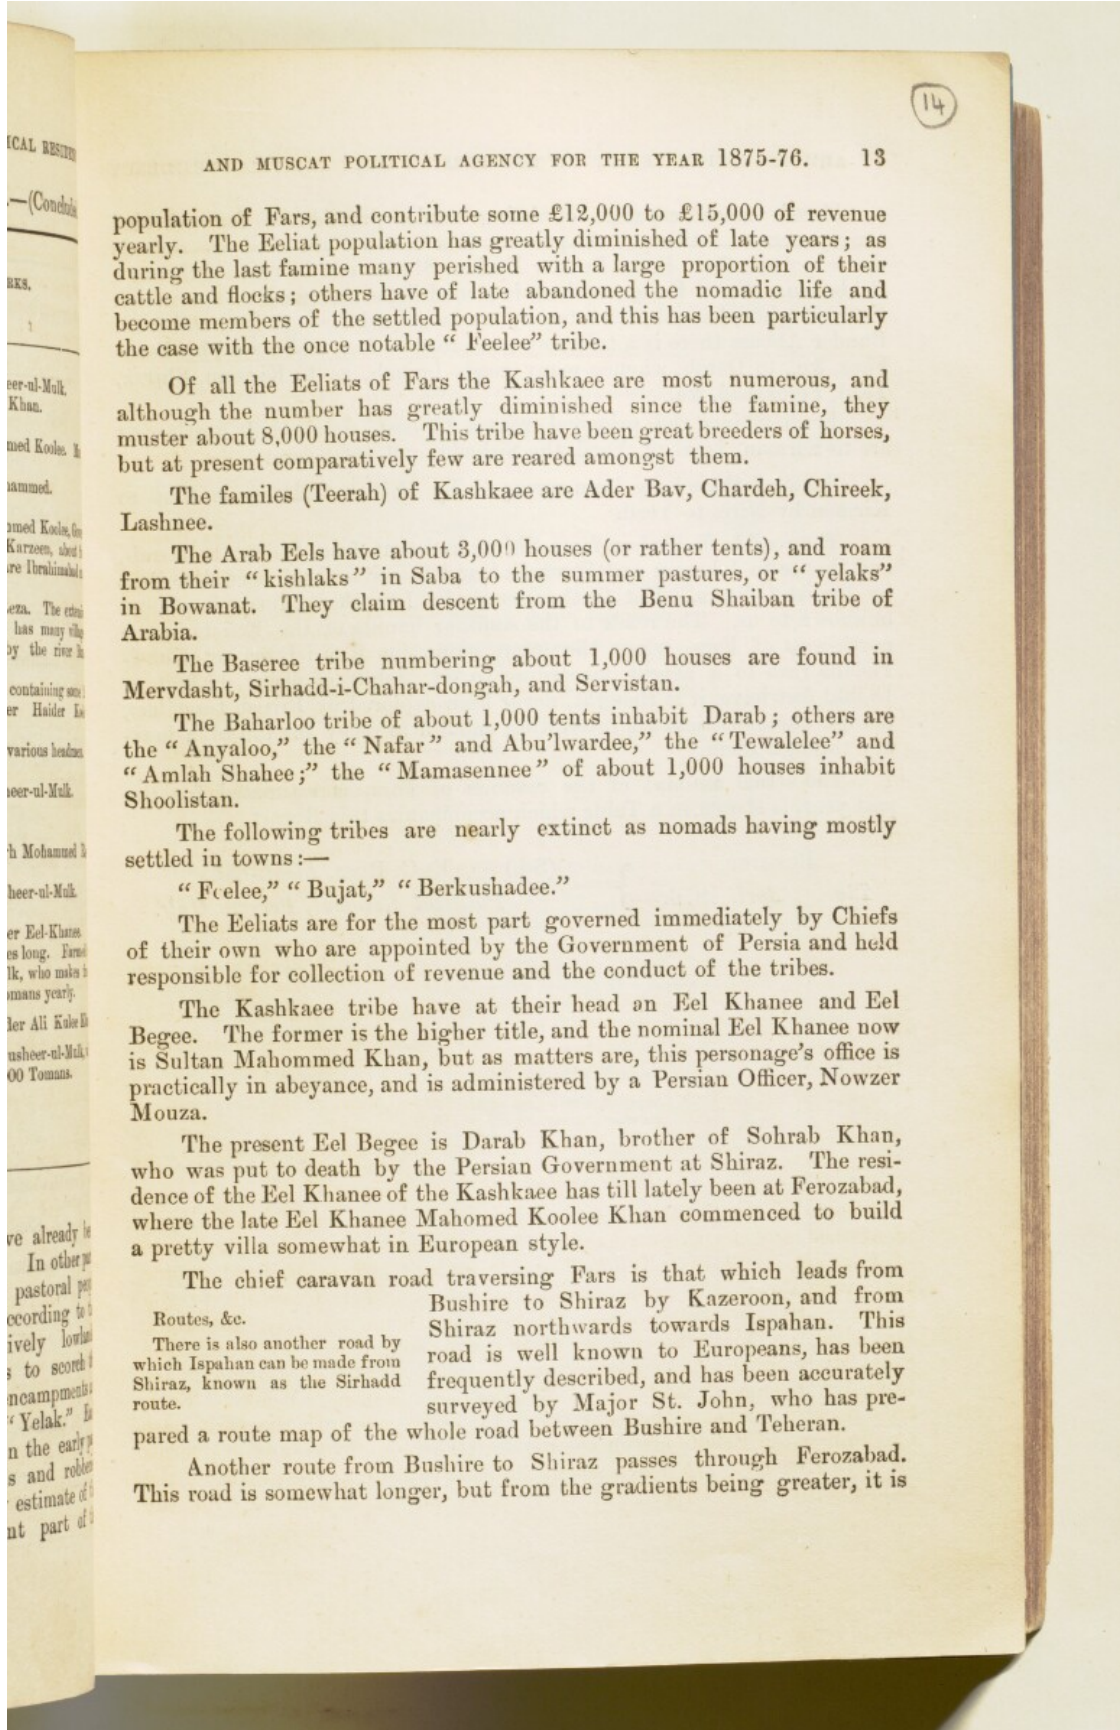 14
AND MUSCAT POLITICAL AGENCY FOR THE YEAR 1875-76. 13
population of Fars, and contribute some £12,000 to £15,000 of revenue
yearly. The Eeliat population has greatly diminished of late years; as
during the last famine many perished with a large proportion of their
cattle and flocks; others have of late abandoned the nomadic life and
become members of the settled population, and this has been particularly
the case with the once notable “ Feelee” tribe.
Of all the Eeliats of Fars the Kashkaee are most numerous, and
although the number has greatly diminished since the famine, they
muster about 8,000 houses. This tribe have been great breeders of horses,
but at present comparatively few are reared amongst them.
The familes (Teerah) of Kashkaee are Ader Bav, Chardeh, Chireek,
Lashnee.
The Arab Eels have about 3,000 houses (or rather tents), and roam
from their “kishlaks” in Saba to the summer pastures, or “ yelaks”
in Bowanat. They claim descent from the Benu Shaiban tribe of
Arabia.
The Baseree tribe numbering about 1,000 houses are found in
Mervdasht, Sirhadd-i-Chahar-dongah, and Servistan.
The Baharloo tribe of about 1,000 tents inhabit Darab; others are
the “ Anyaloo,” the “ Nafar” and Abu’lwardee,” the “Tewalelee” and
“Amlah Shahee;” the “Mamasennee” of about 1,000 houses inhabit
Shoolistan.
The following tribes are nearly extinct as nomads having mostly
settled in towns:—
“ Feelee,” “ Bujat,” “ Berkushadee.”
The Eeliats are for the most part governed immediately by Chiefs
of their own who are appointed by the Government of Persia and held
responsible for collection of revenue and the conduct of the tribes.
The Kashkaee tribe have at their head an Eel Khanee and Eel
Begee. The former is the higher title, and the nominal Eel Khanee now
is Sultan Mahommed Khan, but as matters are, this personage’s office is
practically in abeyance, and is administered by a Persian Officer, Nowzer
Mouza.
The present Eel Begee is Darab Khan, brother of Sohrab Khan,
who was put to death by the Persian Government at Shiraz. The resi-
dence of the Eel Khanee of the Kashkaee has till lately been at Ferozabad,
where the late Eel Khanee Mahomed Koolee Khan commenced to build
a pretty villa somewhat in European style.
The chief caravan road traversing Fars is that which leads from
Bushire to Shiraz by Kazeroon, and from
Shiraz northwards towards Ispahan. This
road is well known to Europeans, has been
frequently described, and has been accurately
surveyed by Major St. John, who has pre-
Routes, &c.
There is also another road by
which Ispahan can be made from
Shiraz, known as the Sirhadd
route.
pared a route map of the whole road between Bushire and Teheran.
Another route from Bushire to Shiraz passes through Ferozabad.
This road is somewhat longer, but from the gradients being greater, it is